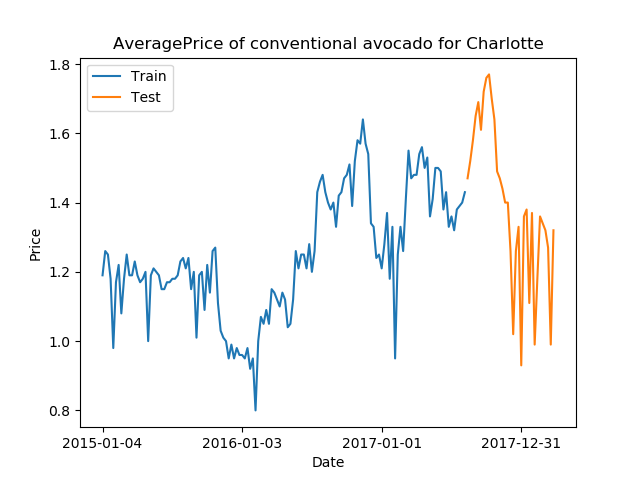 AveragePrice of conventional avocado for Charlotte
Train
Test
1.8
1.6
1.4
1.2
1.0
0.8
Price
2015-01-04
2016-01-03
2017-01-01
2017-12-31
Date